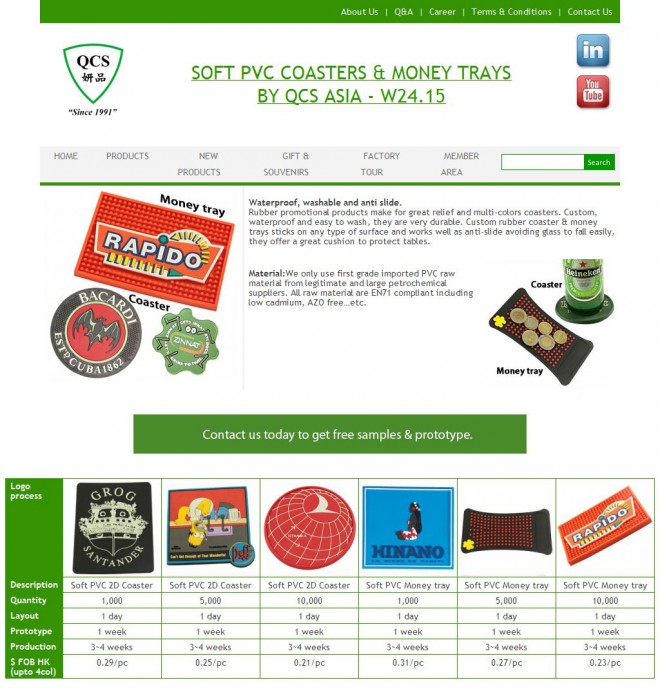 About Us | Q&A | Career | Terms & Conditions | Contact Us
QCS
妍品
"Since 1991"
SOFT PVC COASTERS & MONEY TRAYS
BY QCS ASIA - W24.15
in
You
Tube
HOME PRODUCTS NEW PRODUCTS GIFT & SOUVENIRS FACTORY TOUR MEMBER AREA Search
Money tray
RAPIDO
Coaster
BACARDI
ESTD CUBA 1862
ZINNAT
Waterproof, washable and anti slide.
Rubber promotional products make for great relief and multi-colors coasters. Custom,
waterproof and easy to wash, they are very durable. Custom rubber coaster & money
trays sticks on any type of surface and works well as anti-slide avoiding glass to fall easily,
they offer a great cushion to protect tables.
Material:We only use first grade imported PVC raw
material from legitimate and large petrochemical
suppliers. All raw material are EN71 compliant including
low cadmium, AZO free...etc.
Heineken
Coaster
Money tray
Contact us today to get free samples & prototype.
Logo
process
GROG
SANTANDER
Duff
HINANO
RAPIDO
Description Soft PVC 2D Coaster Soft PVC 2D Coaster Soft PVC 2D Coaster Soft PVC Money tray Soft PVC Money tray Soft PVC Money tray
Quantity 1,000 5,000 10,000 1,000 5,000 10,000
Layout 1 day 1 day 1 day 1 day 1 day 1 day
Prototype 1 week 1 week 1 week 1 week 1 week 1 week
Production 3~4 weeks 3~4 weeks 3~4 weeks 3~4 weeks 3~4 weeks 3~4 weeks
$ FOB HK
(upto 4col) 0.29/pc 0.25/pc 0.21/pc 0.31/pc 0.27/pc 0.23/pc